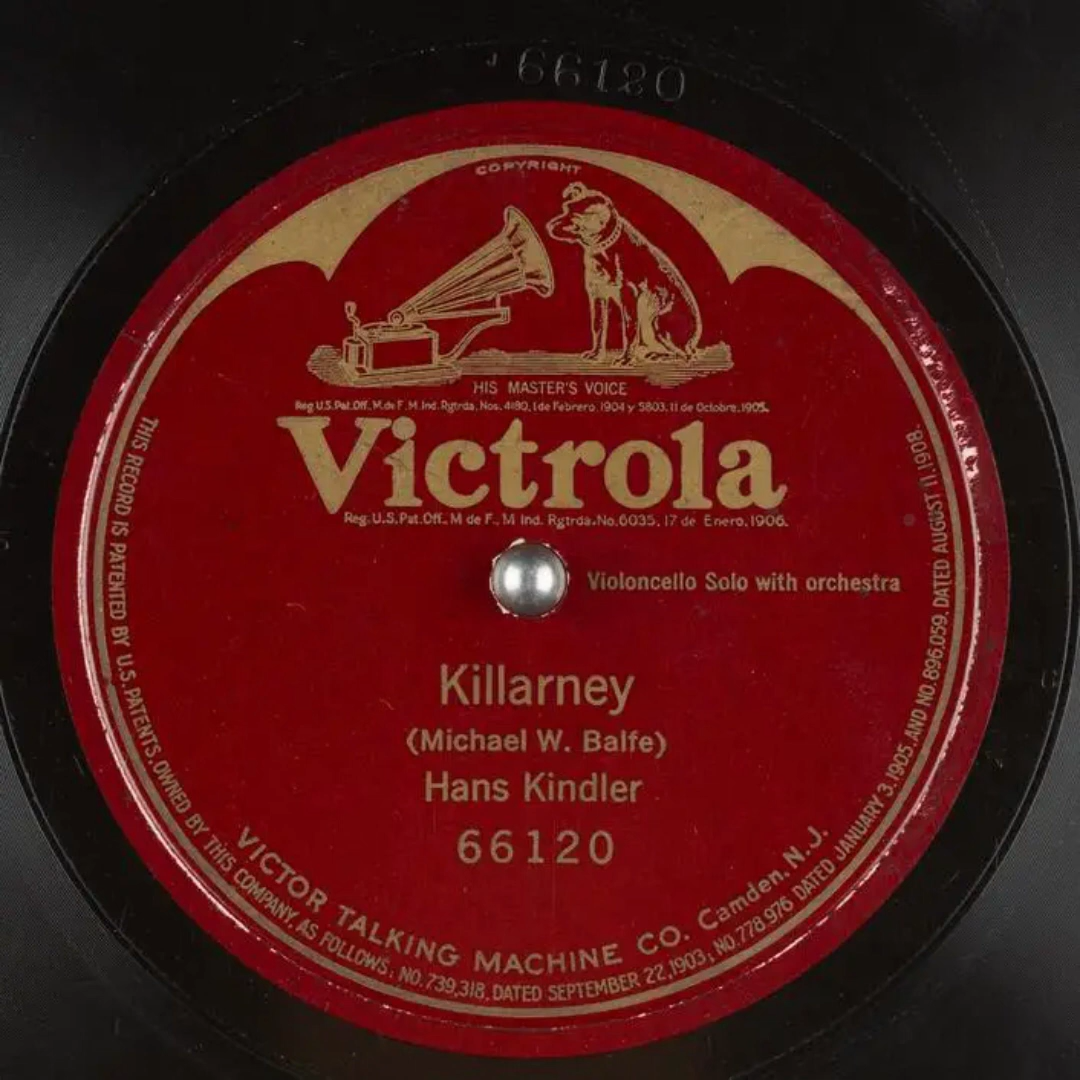 66120
COPYRIGHT
HIS MASTER'S VOICE
Reg. U.S. Pat. Off., M. de F., M. Ind. Rgtrda. Nos. 4180, 1 de Febrero 1904 y 5803, 11 de Octobre, 1905.
Victrola
Reg. U.S. Pat. Off., M de F., M Ind. Rgtrda. No. 6035, 17 de Enero, 1906.
Violoncello Solo with orchestra
Killarney
(Michael W. Balfe)
Hans Kindler
66120
VICTOR TALKING MACHINE CO. Camden, N.J.
THIS RECORD IS PATENTED BY U.S. PATENTS, OWNED BY THIS COMPANY, AS FOLLOWS; NO. 739,318, DATED SEPTEMBER 22, 1903; NO. 778,976 DATED JANUARY 3, 1905, AND NO. 896,059, DATED AUGUST 11, 1908.